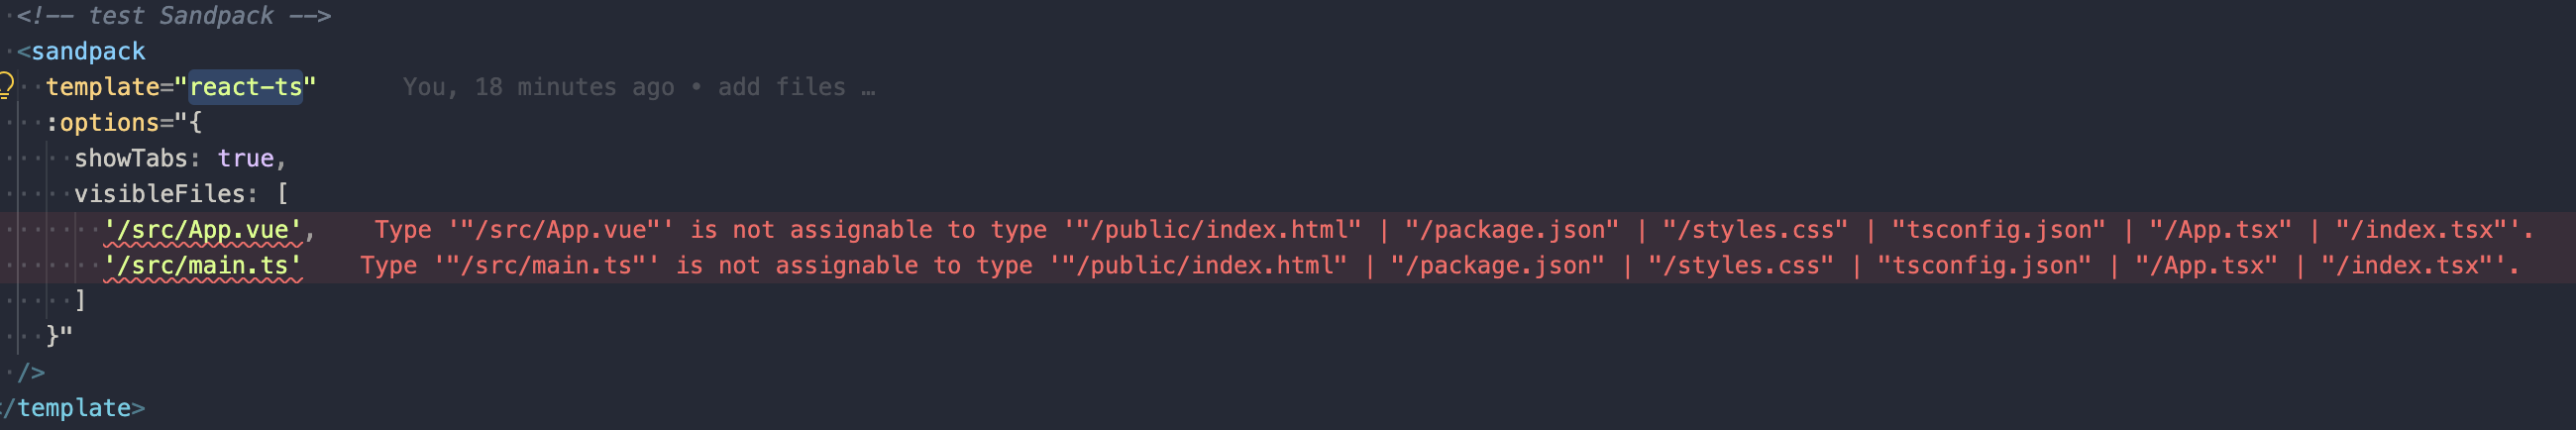 <!-- test Sandpack -->
<sandpack
template="react-ts" You, 18 minutes ago • add files …
:options="{
showTabs: true,
visibleFiles: [
'/src/App.vue', Type '"/src/App.vue"' is not assignable to type '"/public/index.html" | "/package.json" | "/styles.css" | "tsconfig.json" | "/App.tsx" | "/index.tsx"'.
'/src/main.ts' Type '"/src/main.ts"' is not assignable to type '"/public/index.html" | "/package.json" | "/styles.css" | "tsconfig.json" | "/App.tsx" | "/index.tsx"'.
]
}"
/>
</template>